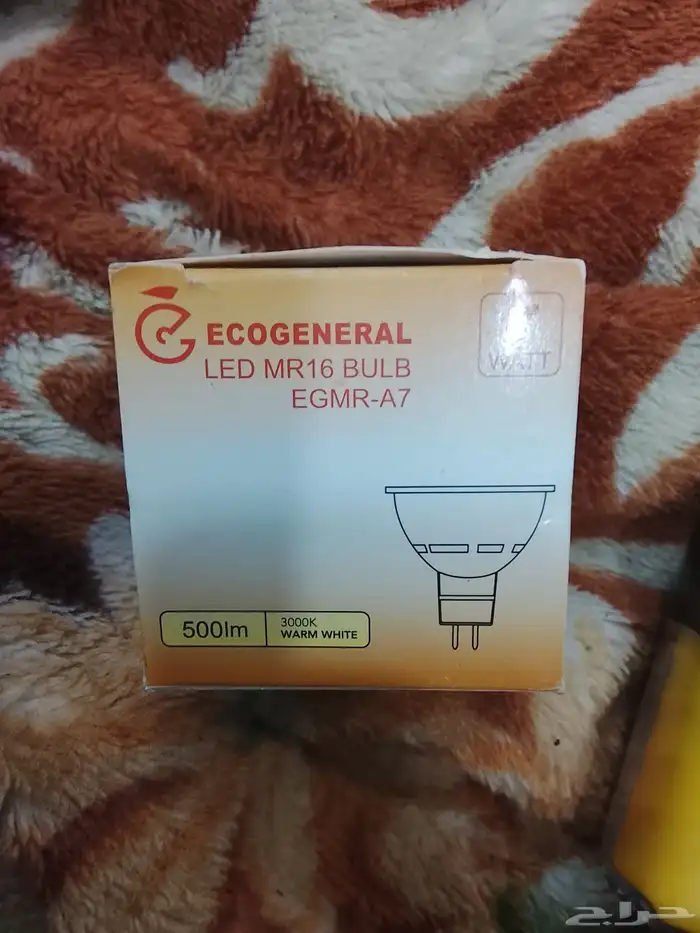 ECOGENERAL
LED MR16 BULB
EGMR-A7
WATT
500lm
3000K
WARM WHITE
حراج